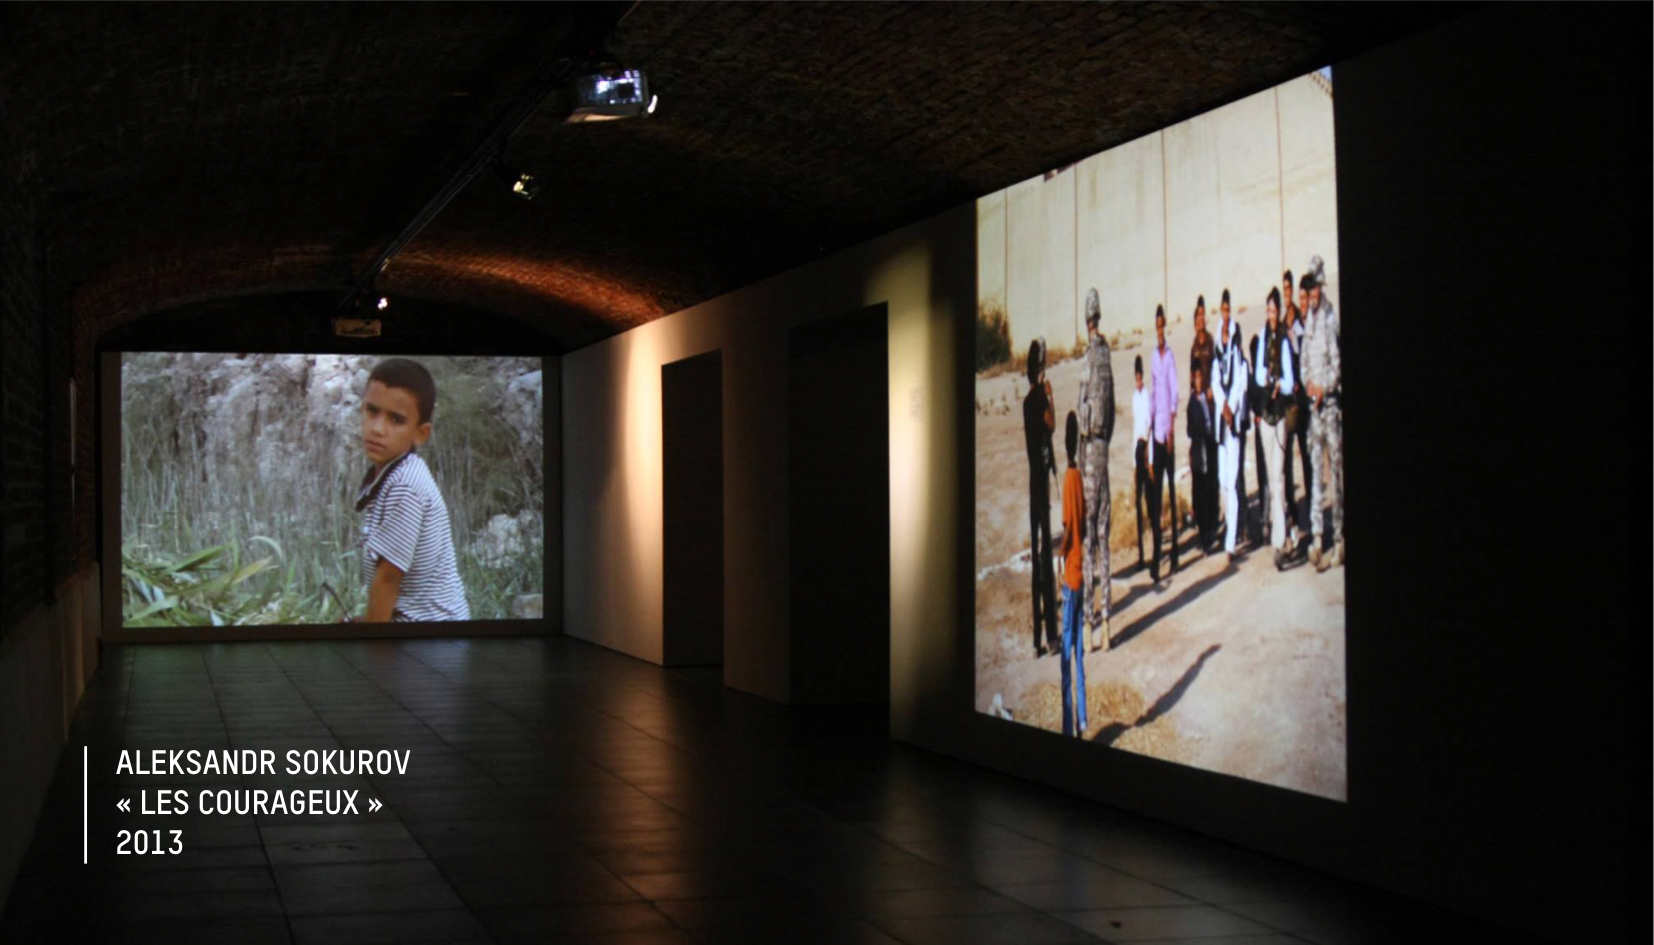 ALEKSANDR SOKUROV
« LES COURAGEUX »
2013